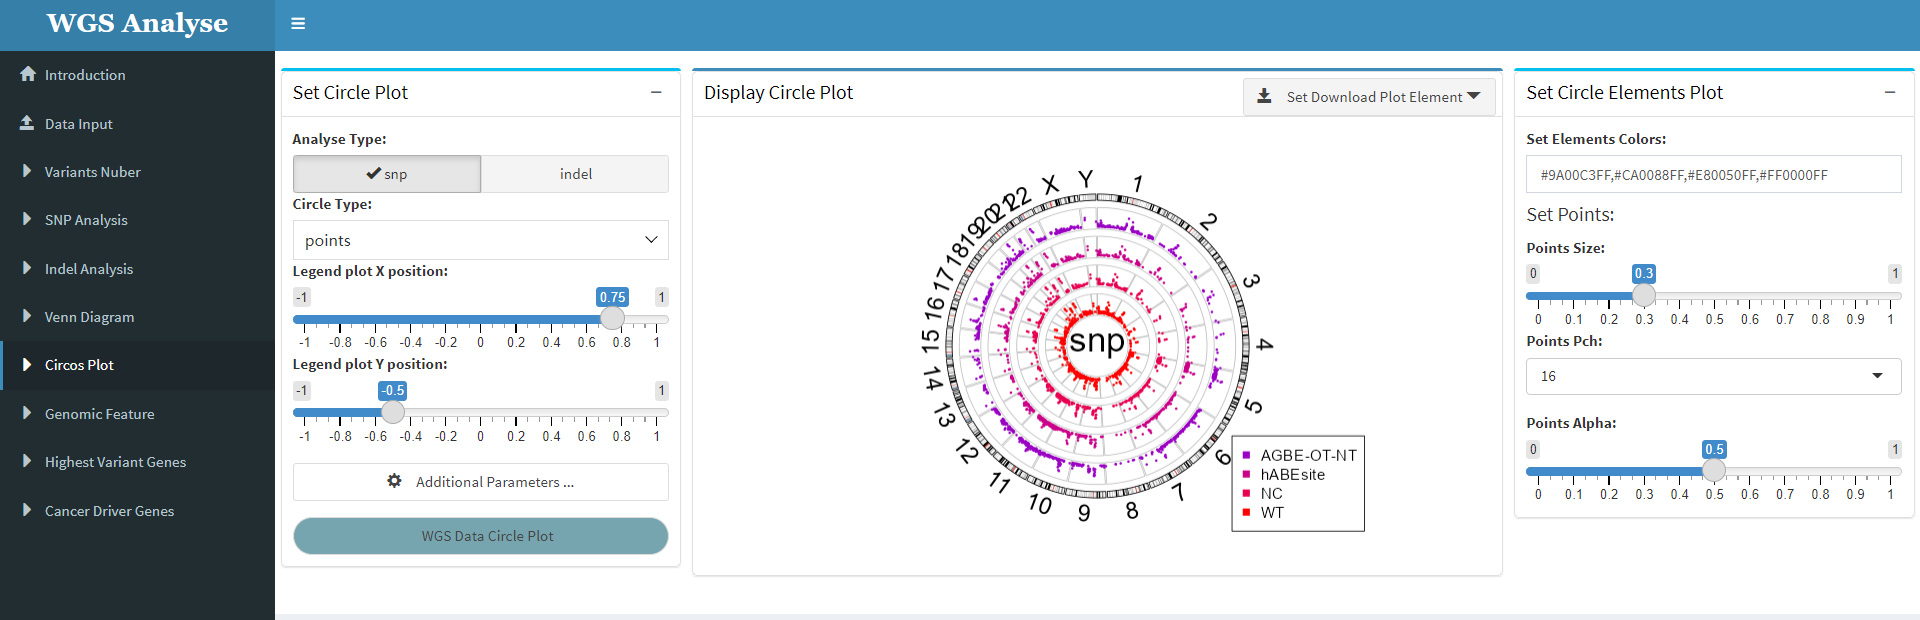 WGS Analyse
Introduction
Data Input
Variants Nuber
SNP Analysis
Indel Analysis
Venn Diagram
Circos Plot
Genomic Feature
Highest Variant Genes
Cancer Driver Genes
Set Circle Plot
Analyse Type:
snp indel
Circle Type:
points
Legend plot X position:
-1 0.75 1
-1 -0.8 -0.6 -0.4 -0.2 0 0.2 0.4 0.6 0.8 1
Legend plot Y position:
-1 -0.5 1
-1 -0.8 -0.6 -0.4 -0.2 0 0.2 0.4 0.6 0.8 1
Additional Parameters ...
WGS Data Circle Plot
Display Circle Plot
Set Download Plot Element
1
2
3
4
5
6
7
8
9
10
11
12
13
14
15
16
17
18
19
20
21
22
X
Y
snp
AGBE-OT-NT
hABEsite
NC
WT
Set Circle Elements Plot
Set Elements Colors:
#9A00C3FF,#CA0088FF,#E80050FF,#FF0000FF
Set Points:
Points Size:
0 0.3 1
0 0.1 0.2 0.3 0.4 0.5 0.6 0.7 0.8 0.9 1
Points Pch:
16
Points Alpha:
0 0.5 1
0 0.1 0.2 0.3 0.4 0.5 0.6 0.7 0.8 0.9 1